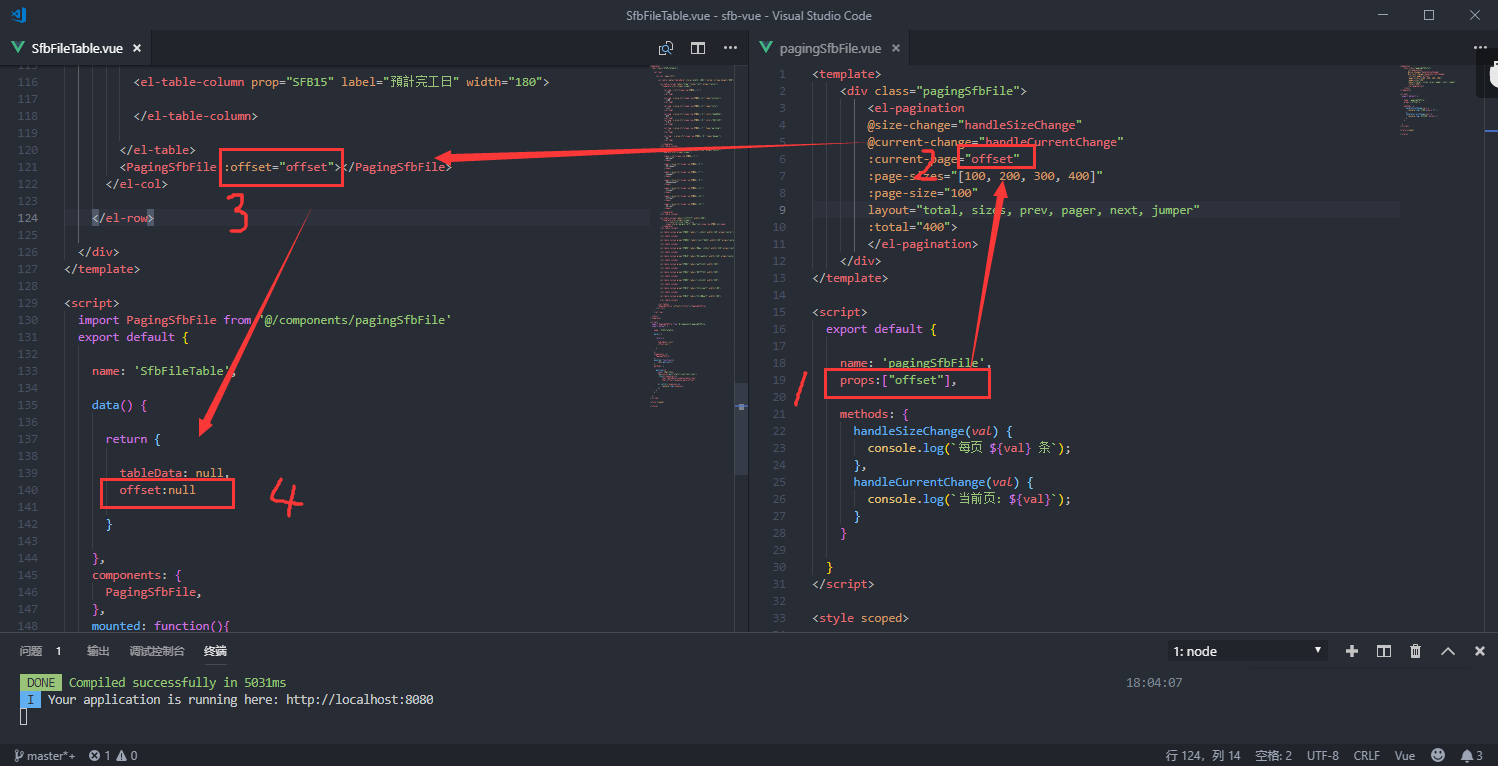 SfbFileTable.vue - sfb-vue - Visual Studio Code
SfbFileTable.vue ×
115
116 <el-table-column prop="SFB15" label="預計完工日" width="180">
117
118 </el-table-column>
119
120 </el-table>
121 <PagingSfbFile :offset="offset"></PagingSfbFile>
122 </el-col>
123
124 </el-row>
125
126 </div>
127 </template>
128
129 <script>
130 import PagingSfbFile from '@/components/pagingSfbFile'
131 export default {
132
133 name: 'SfbFileTable',
134
135 data() {
136
137 return {
138
139 tableData: null,
140 offset:null
141
142 }
143
144 },
145 components: {
146 PagingSfbFile,
147 },
148 mounted: function(){
3
4
pagingSfbFile.vue ×
1 <template>
2 <div class="pagingSfbFile">
3 <el-pagination
4 @size-change="handleSizeChange"
5 @current-change="handleCurrentChange"
6 :current-page="offset"
7 :page-sizes="[100, 200, 300, 400]"
8 :page-size="100"
9 layout="total, sizes, prev, pager, next, jumper"
10 :total="400">
11 </el-pagination>
12 </div>
13 </template>
14
15 <script>
16 export default {
17
18 name: 'pagingSfbFile',
19 props:["offset"],
20
21 methods: {
22 handleSizeChange(val) {
23 console.log(`每页 ${val} 条`);
24 },
25 handleCurrentChange(val) {
26 console.log(`当前页: ${val}`);
27 }
28 }
29
30 }
31 </script>
32
33 <style scoped>
2
1
问题 1 输出 调试控制台 终端
1: node
DONE Compiled successfully in 5031ms 18:04:07
I Your application is running here: http://localhost:8080
master*+ 1 0
行 124，列 14 空格: 2 UTF-8 CRLF Vue 3